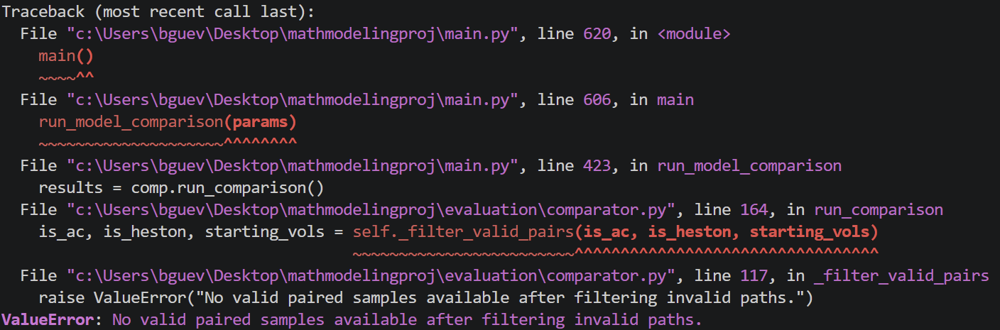 Traceback (most recent call last):
  File "c:\Users\bguev\Desktop\mathmodelingproj\main.py", line 620, in <module>
    main()
    ~~~~^^
  File "c:\Users\bguev\Desktop\mathmodelingproj\main.py", line 606, in main
    run_model_comparison(params)
    ~~~~~~~~~~~~~~~~~~~~^^^^^^^^
  File "c:\Users\bguev\Desktop\mathmodelingproj\main.py", line 423, in run_model_comparison
    results = comp.run_comparison()
  File "c:\Users\bguev\Desktop\mathmodelingproj\evaluation\comparator.py", line 164, in run_comparison
    is_ac, is_heston, starting_vols = self._filter_valid_pairs(is_ac, is_heston, starting_vols)
                                      ~~~~~~~~~~~~~~~~~~~~~~~~^^^^^^^^^^^^^^^^^^^^^^^^^^^^^^^^^
  File "c:\Users\bguev\Desktop\mathmodelingproj\evaluation\comparator.py", line 117, in _filter_valid_pairs
    raise ValueError("No valid paired samples available after filtering invalid paths.")
ValueError: No valid paired samples available after filtering invalid paths.